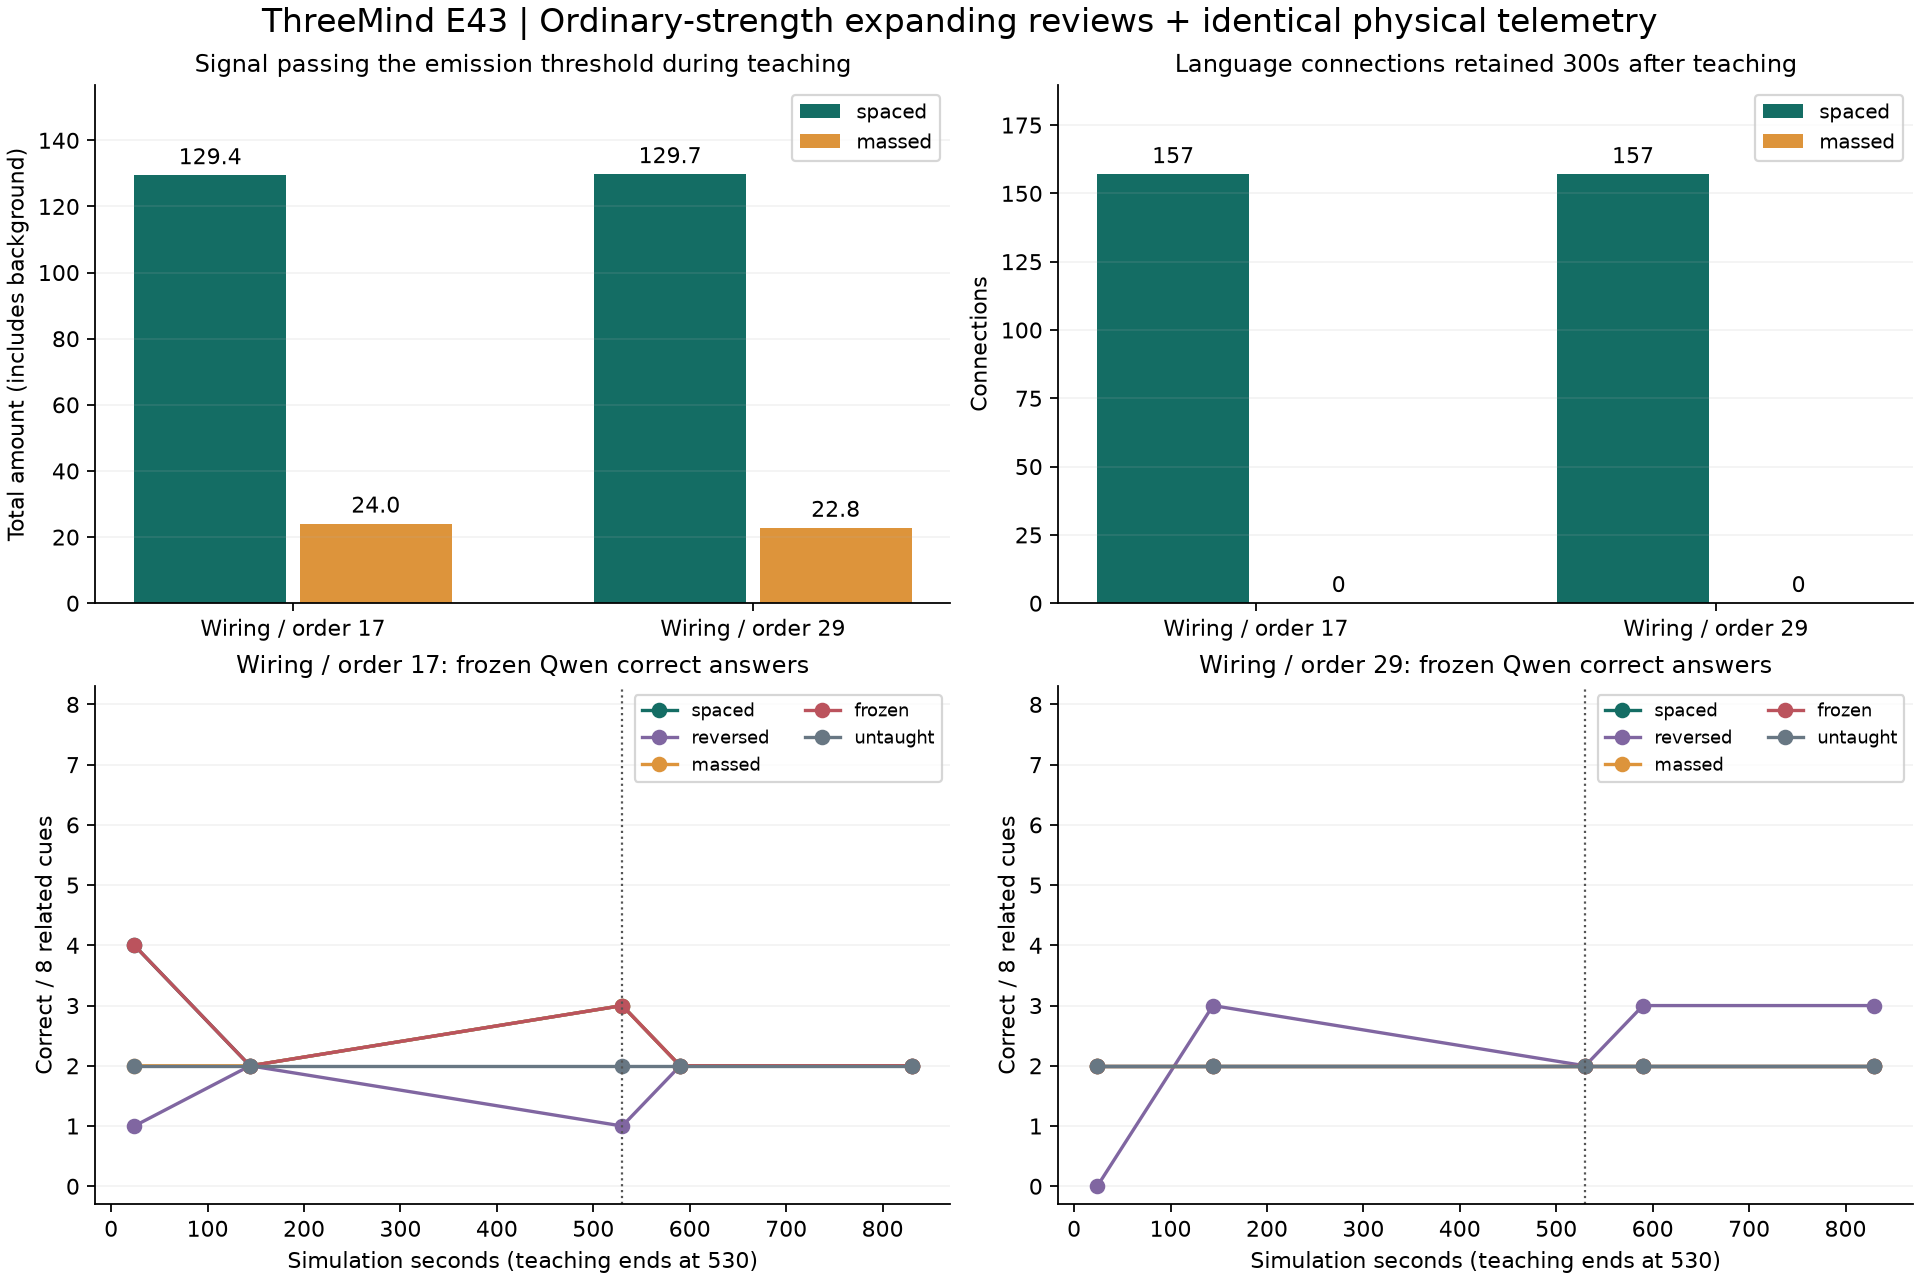 ThreeMind E43 | Ordinary-strength expanding reviews + identical physical telemetry
Signal passing the emission threshold during teaching
Total amount (includes background)
140
120
100
80
60
40
20
0
129.4
24.0
129.7
22.8
spaced
massed
Wiring / order 17
Wiring / order 29
Language connections retained 300s after teaching
Connections
175
150
125
100
75
50
25
0
157
0
157
0
spaced
massed
Wiring / order 17
Wiring / order 29
Wiring / order 17: frozen Qwen correct answers
Correct / 8 related cues
8
7
6
5
4
3
2
1
0
spaced
reversed
massed
frozen
untaught
0 100 200 300 400 500 600 700 800
Simulation seconds (teaching ends at 530)
Wiring / order 29: frozen Qwen correct answers
Correct / 8 related cues
8
7
6
5
4
3
2
1
0
spaced
reversed
massed
frozen
untaught
0 100 200 300 400 500 600 700 800
Simulation seconds (teaching ends at 530)